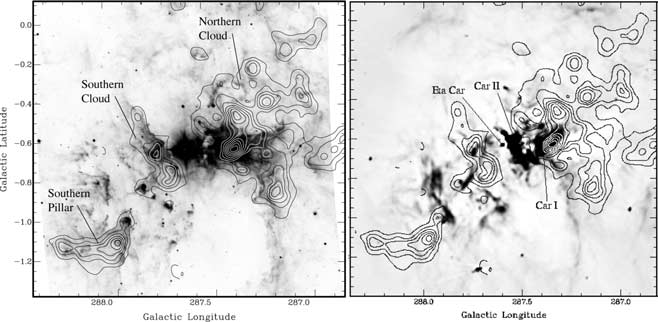 Northern
Cloud
Southern
Cloud
Southern
Pillar
Galactic Latitude
0.0
−0.2
−0.4
−0.6
−0.8
−1.0
−1.2
288.0
287.5
287.0
Galactic Longitude
Eta Car
Car II
Car I
288.0
287.5
287.0
Galactic Longitude